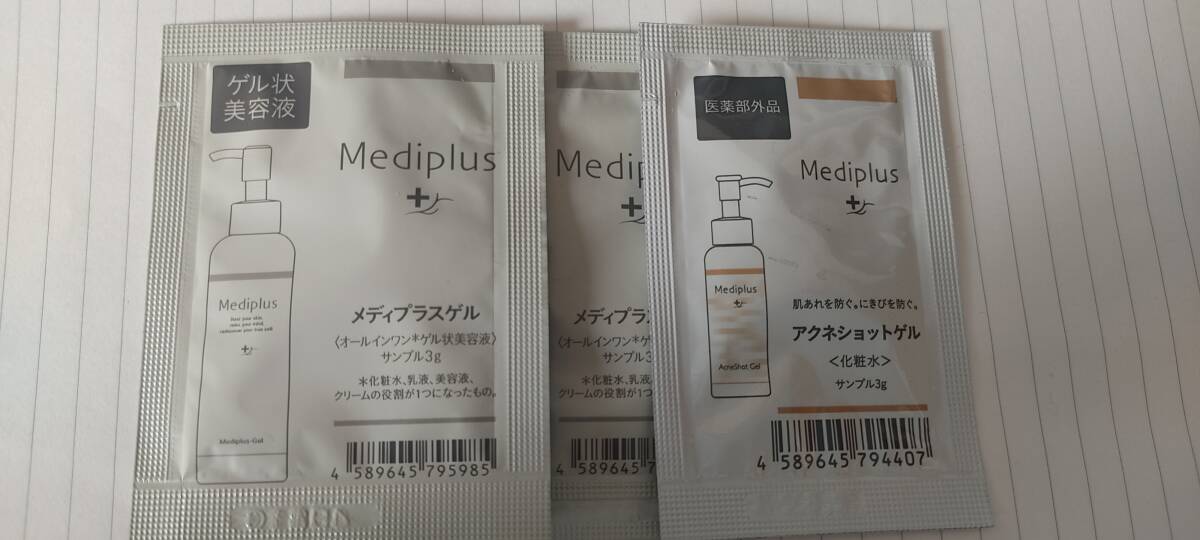 ゲル状
美容液
Mediplus
Mediplus
Mediplus-Gel
メディプラスゲル
〈オールインワン*ゲル状美容液〉
サンプル3g
*化粧水、乳液、美容液、
クリームの役割が1つになったもの。
4 589645 795985
Medip
メディプラ
〈オールインワン*ゲ
サンプル3
*化粧水、乳液
クリームの役割が1つ
4 589645
医薬部外品
Mediplus
Mediplus
AcneShot Gel
肌あれを防ぐ。にきびを防ぐ。
アクネショットゲル
＜化粧水＞
サンプル3g
4 589645 794407